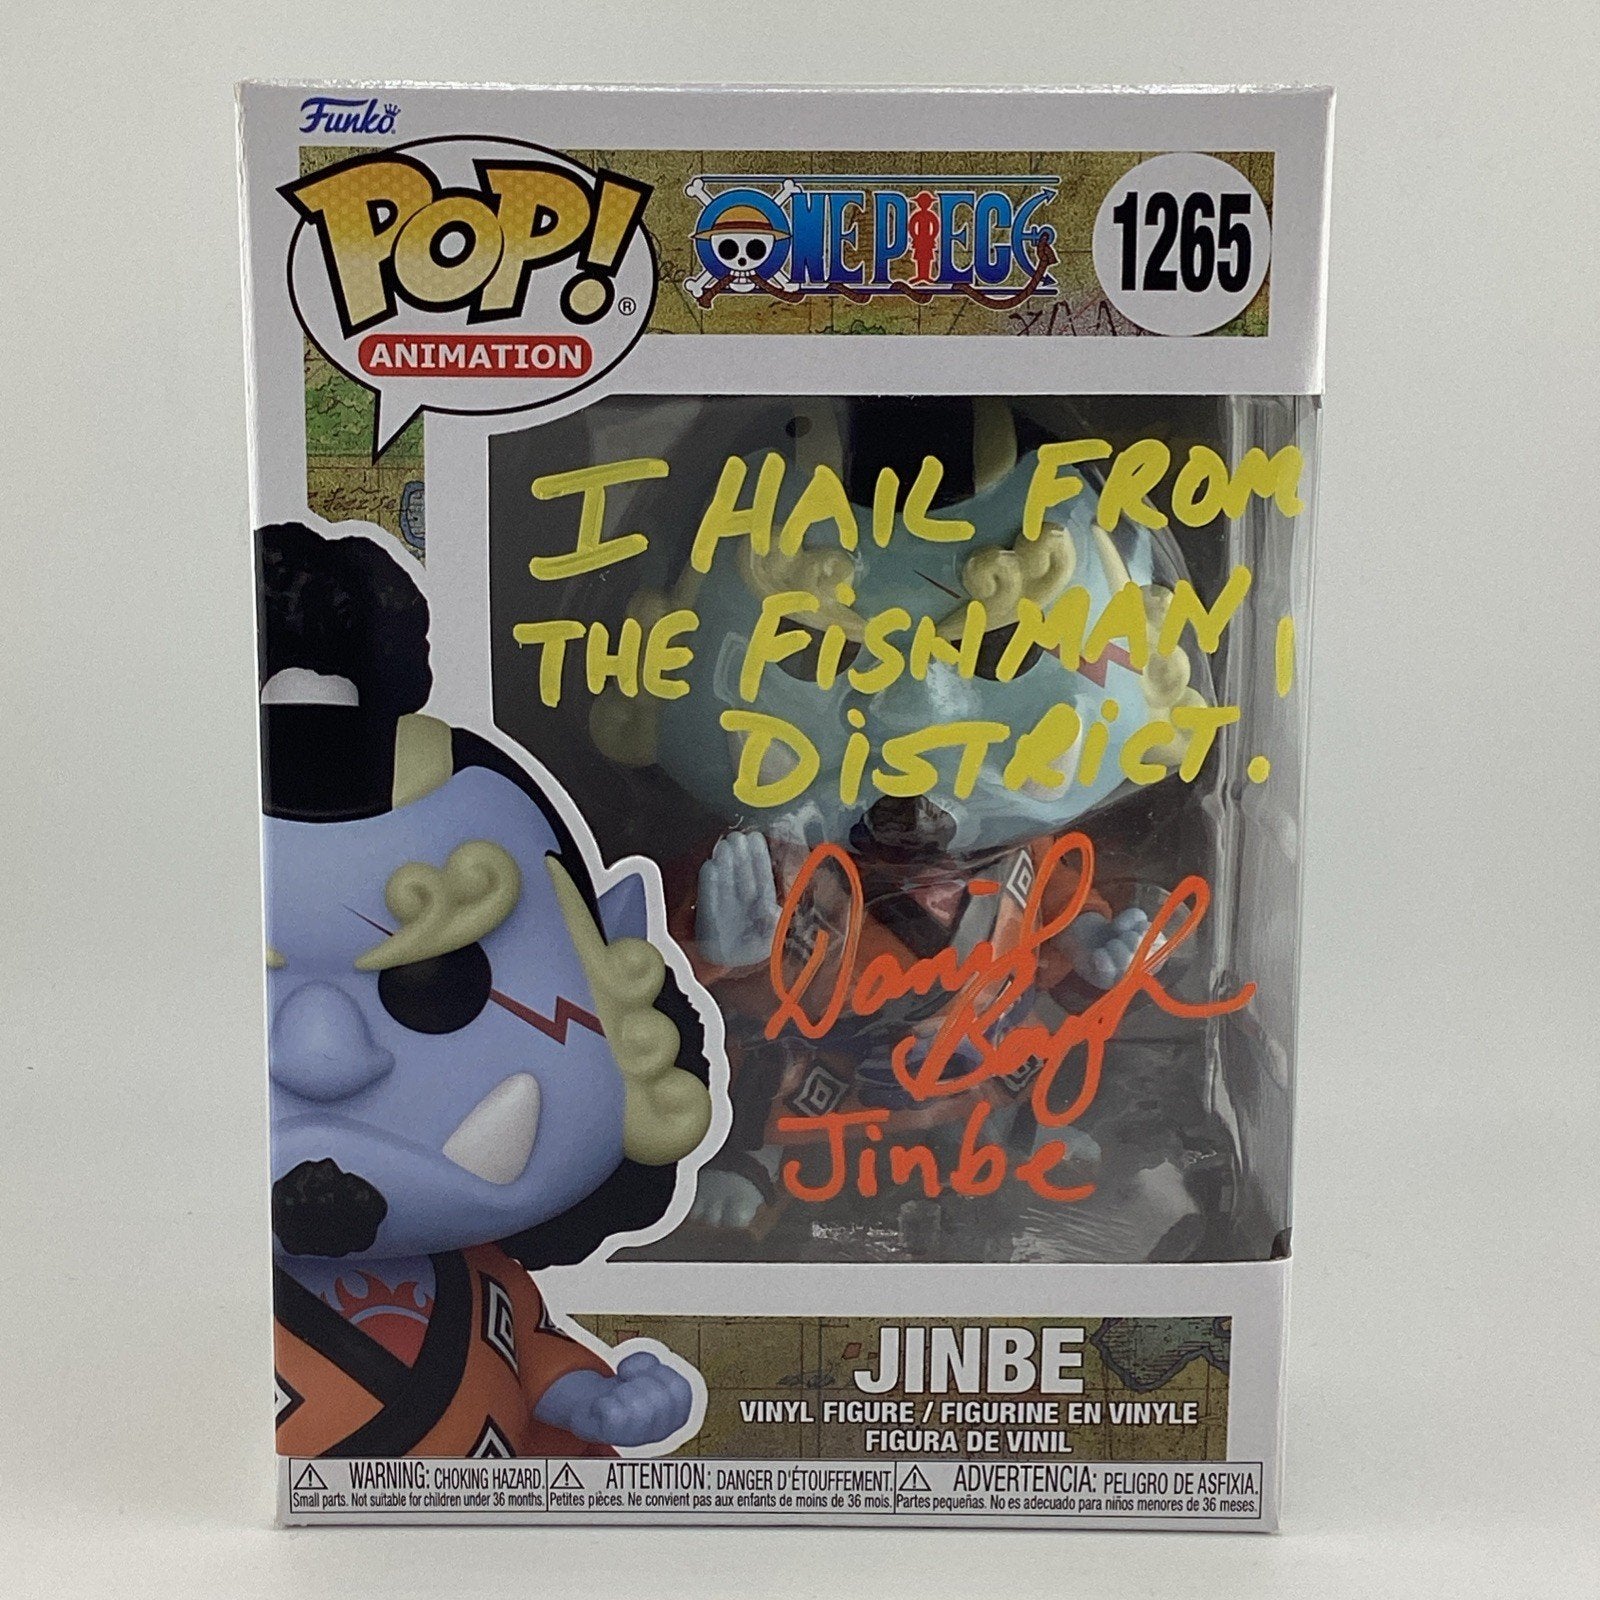 Funko
POP!®
ANIMATION
ONE PIECE
1265
I HAIL FROM
THE FISHMAN
DISTRICT.
Daniel Baugh
Jinbe
JINBE
VINYL FIGURE / FIGURINE EN VINYLE
FIGURA DE VINIL
⚠ WARNING: CHOKING HAZARD.
Small parts. Not suitable for children under 36 months.
⚠ ATTENTION: DANGER D'ÉTOUFFEMENT.
Petites pièces. Ne convient pas aux enfants de moins de 36 mois.
⚠ ADVERTENCIA: PELIGRO DE ASFIXIA.
Partes pequeñas. No es adecuado para niños menores de 36 meses.